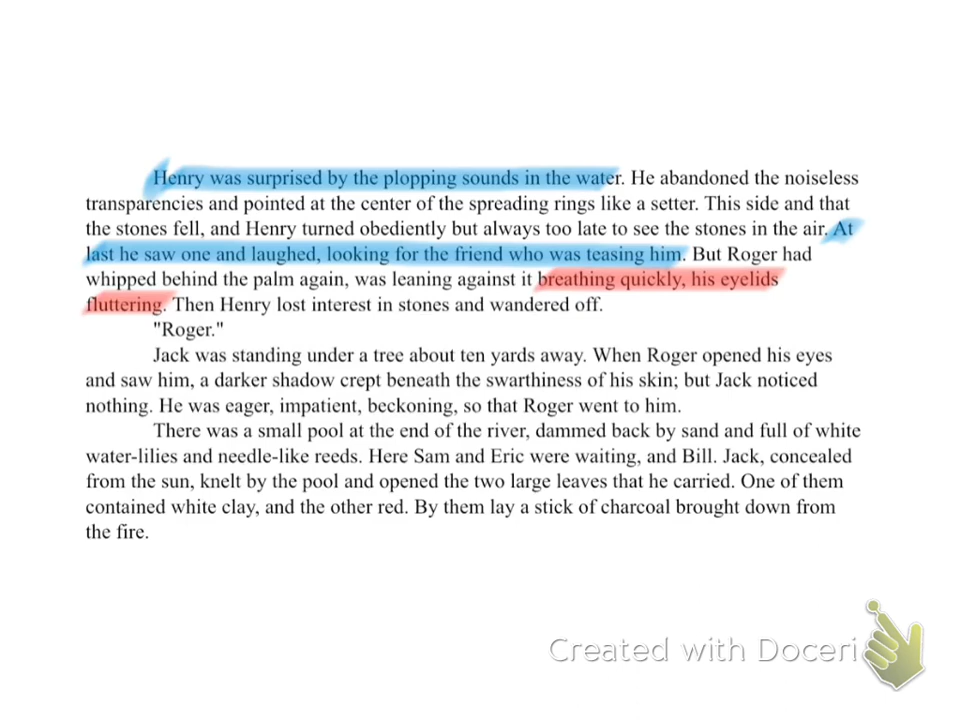 Henry was surprised by the plopping sounds in the water. He abandoned the noiseless
transparencies and pointed at the center of the spreading rings like a setter. This side and that
the stones fell, and Henry turned obediently but always too late to see the stones in the air. At
last he saw one and laughed, looking for the friend who was teasing him. But Roger had
whipped behind the palm again, was leaning against it breathing quickly, his eyelids
fluttering. Then Henry lost interest in stones and wandered off.
"Roger."
Jack was standing under a tree about ten yards away. When Roger opened his eyes
and saw him, a darker shadow crept beneath the swarthiness of his skin; but Jack noticed
nothing. He was eager, impatient, beckoning, so that Roger went to him.
There was a small pool at the end of the river, dammed back by sand and full of white
water-lilies and needle-like reeds. Here Sam and Eric were waiting, and Bill. Jack, concealed
from the sun, knelt by the pool and opened the two large leaves that he carried. One of them
contained white clay, and the other red. By them lay a stick of charcoal brought down from
the fire.
Created with Doceri